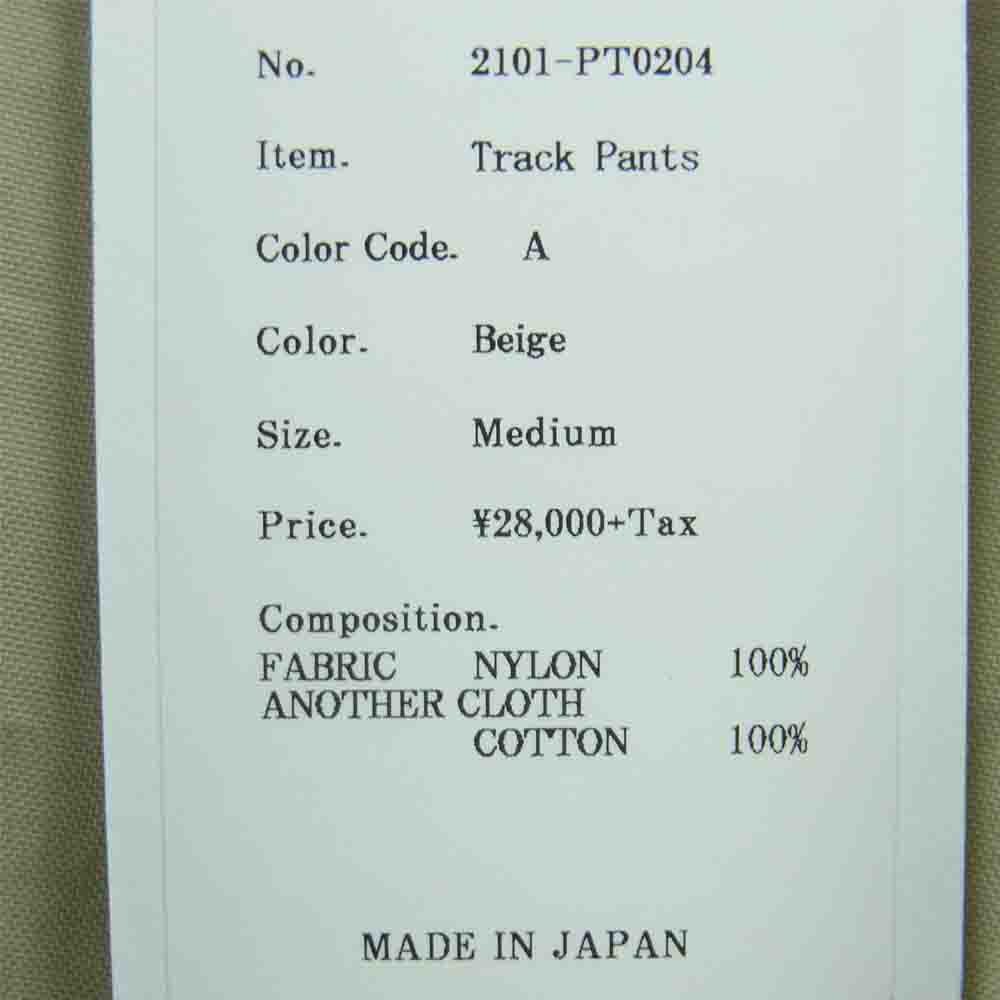 No. 2101-PT0204
Item. Track Pants
Color Code. A
Color. Beige
Size. Medium
Price. ¥28,000+Tax
Composition.
FABRIC NYLON 100%
ANOTHER CLOTH
COTTON 100%
MADE IN JAPAN